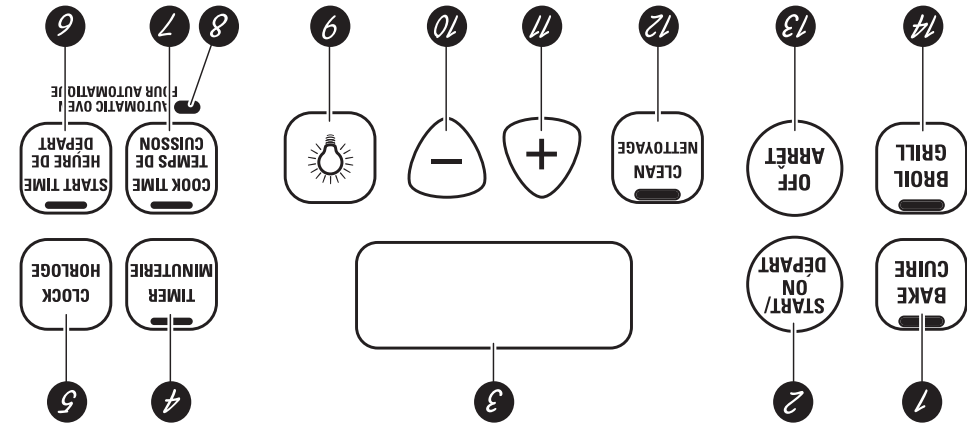 1
2
3
4
5
BAKE
CUIRE
START/
ON
DÉPART
TIMER
MINUTERIE
CLOCK
HORLOGE
BROIL
GRILL
OFF
ARRÊT
CLEAN
NETTOYAGE
+
−
COOK TIME
TEMPS DE
CUISSON
START TIME
HEURE DE
DÉPART
AUTOMATIC OVEN
FOUR AUTOMATIQUE
14
13
12
11
10
9
8
7
6